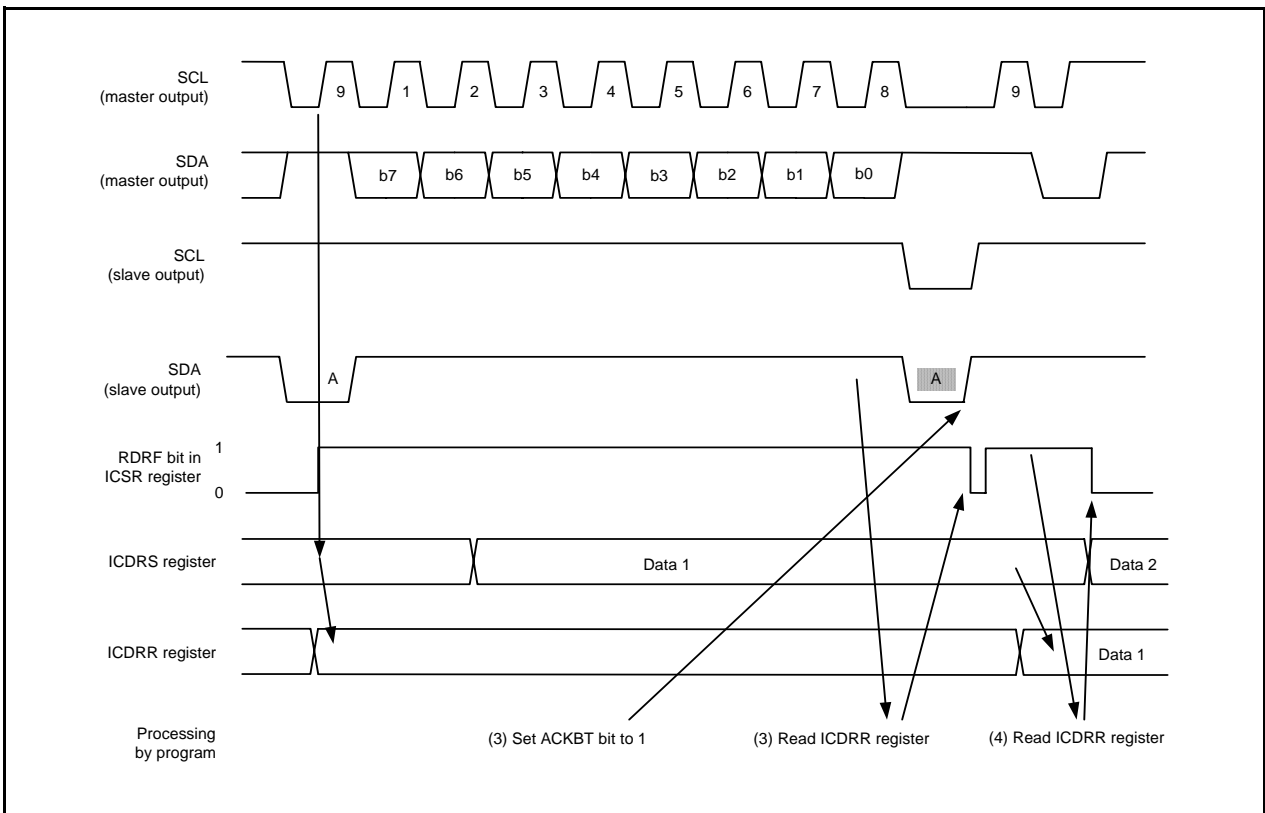 SCL
(master output)
9
1
2
3
4
5
6
7
8
9
SDA
(master output)
b7
b6
b5
b4
b3
b2
b1
b0
SCL
(slave output)
SDA
(slave output)
A
A
RDRF bit in
ICSR register
1
0
ICDRS register
Data 1
Data 2
ICDRR register
Data 1
Processing
by program
(3) Set ACKBT bit to 1
(3) Read ICDRR register
(4) Read ICDRR register